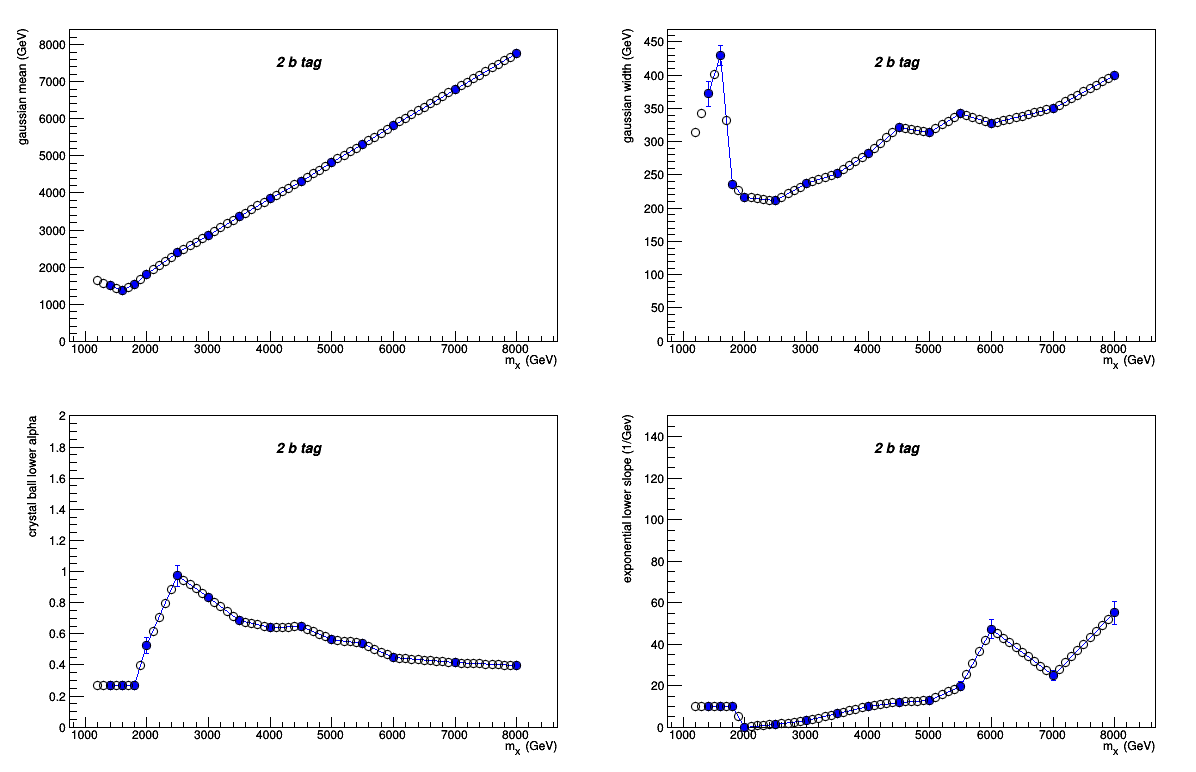 gaussian mean (GeV)
2 b tag
8000
7000
6000
5000
4000
3000
2000
1000
0
1000 2000 3000 4000 5000 6000 7000 8000
mX (GeV)
gaussian width (GeV)
2 b tag
450
400
350
300
250
200
150
100
50
0
1000 2000 3000 4000 5000 6000 7000 8000
mX (GeV)
crystal ball lower alpha
2 b tag
2
1.8
1.6
1.4
1.2
1
0.8
0.6
0.4
0.2
0
1000 2000 3000 4000 5000 6000 7000 8000
mX (GeV)
exponential lower slope (1/Gev)
2 b tag
140
120
100
80
60
40
20
0
1000 2000 3000 4000 5000 6000 7000 8000
mX (GeV)